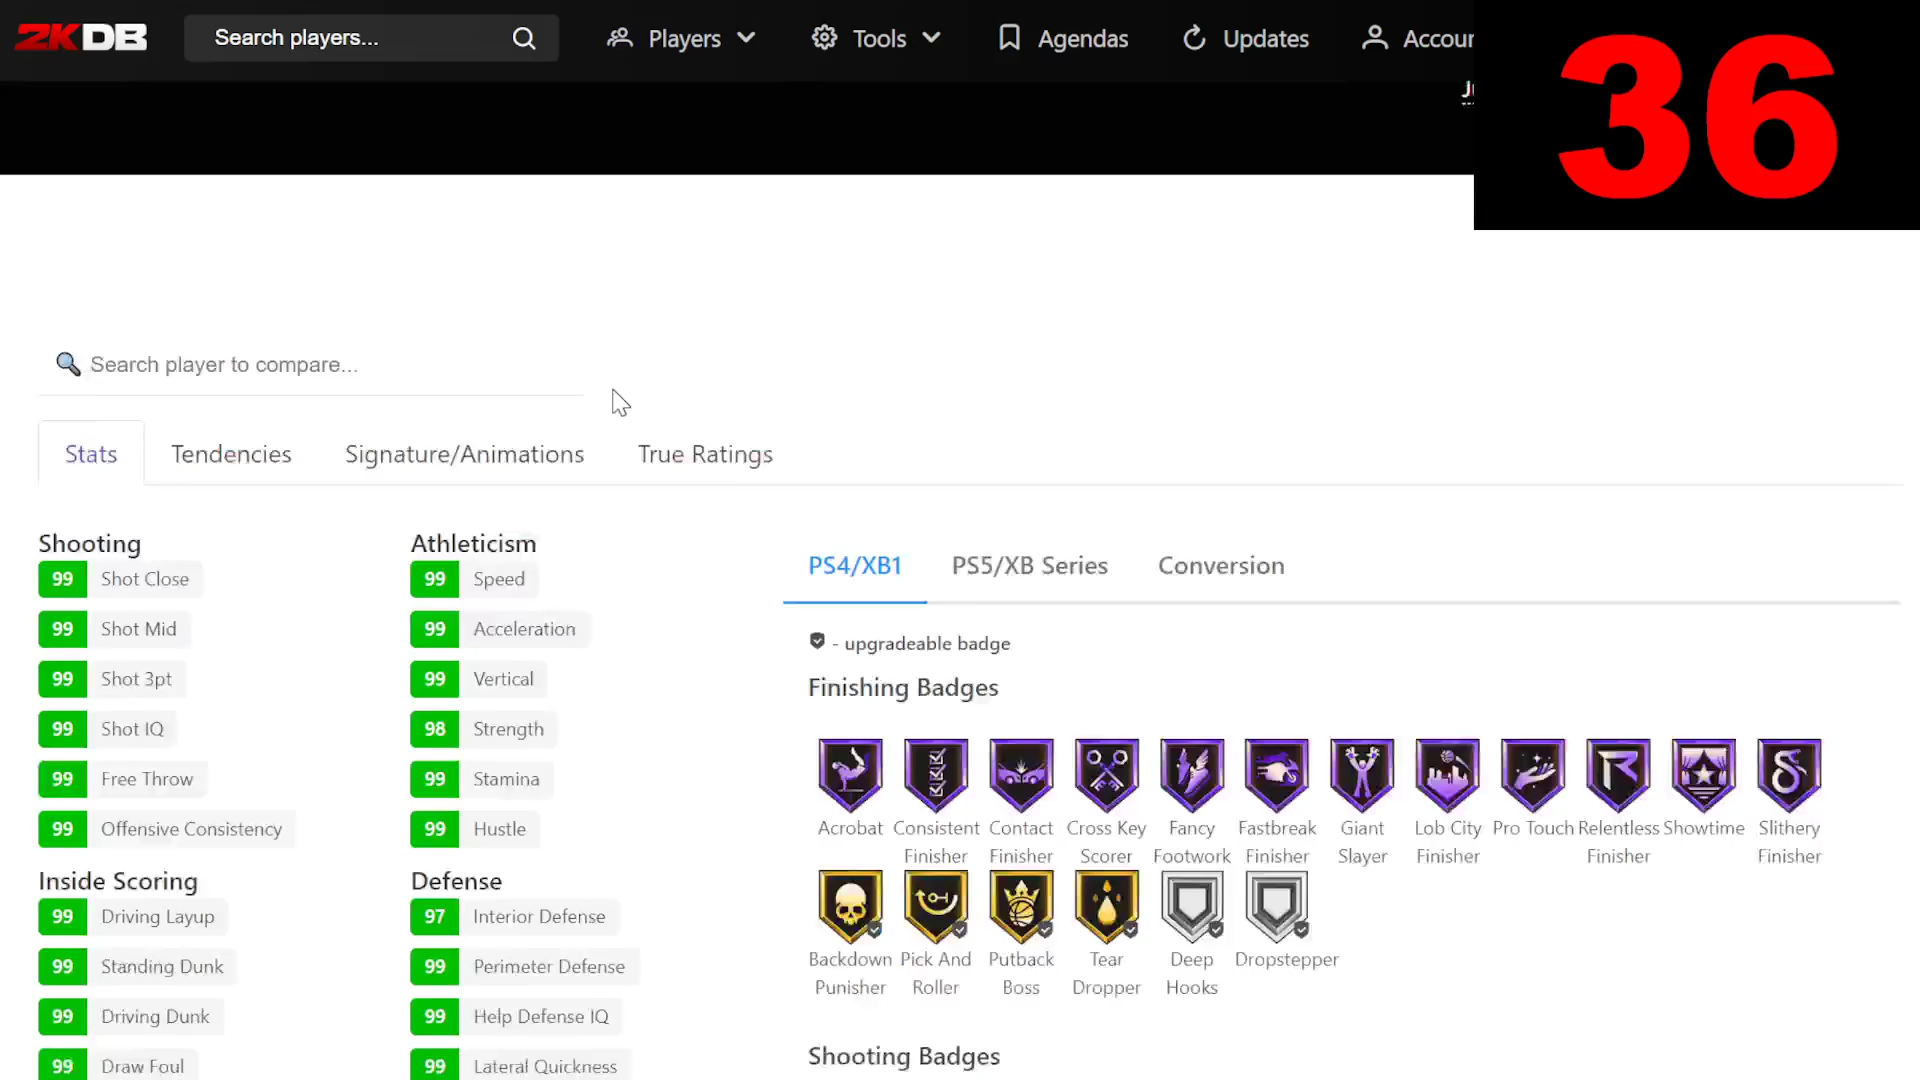 2KDB
Search players...
Players
Tools
Agendas
Updates
Accour
36
Search player to compare...
Stats
Tendencies
Signature/Animations
True Ratings
Shooting
99 Shot Close
99 Shot Mid
99 Shot 3pt
99 Shot IQ
99 Free Throw
99 Offensive Consistency
Inside Scoring
99 Driving Layup
99 Standing Dunk
99 Driving Dunk
99 Draw Foul
Athleticism
99 Speed
99 Acceleration
99 Vertical
98 Strength
99 Stamina
99 Hustle
Defense
97 Interior Defense
99 Perimeter Defense
99 Help Defense IQ
99 Lateral Quickness
PS4/XB1
PS5/XB Series
Conversion
- upgradeable badge
Finishing Badges
Acrobat
Consistent
Finisher
Contact
Finisher
Cross Key
Scorer
Fancy
Footwork
Fastbreak
Finisher
Giant
Slayer
Lob City
Finisher
Pro Touch
Relentless
Finisher
Showtime
Slithery
Finisher
Backdown
Punisher
Pick And
Roller
Putback
Boss
Tear
Dropper
Deep
Hooks
Dropstepper
Shooting Badges